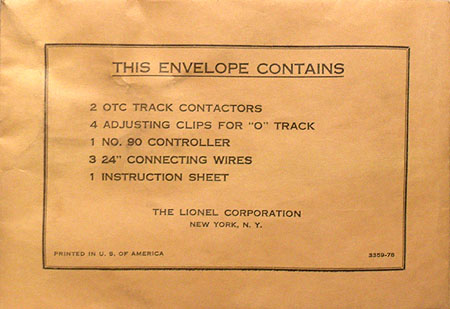 THIS ENVELOPE CONTAINS
2 OTC TRACK CONTACTORS
4 ADJUSTING CLIPS FOR "O" TRACK
1 NO. 90 CONTROLLER
3 24" CONNECTING WIRES
1 INSTRUCTION SHEET
THE LIONEL CORPORATION
NEW YORK, N. Y.
PRINTED IN U. S. OF AMERICA 3359-78